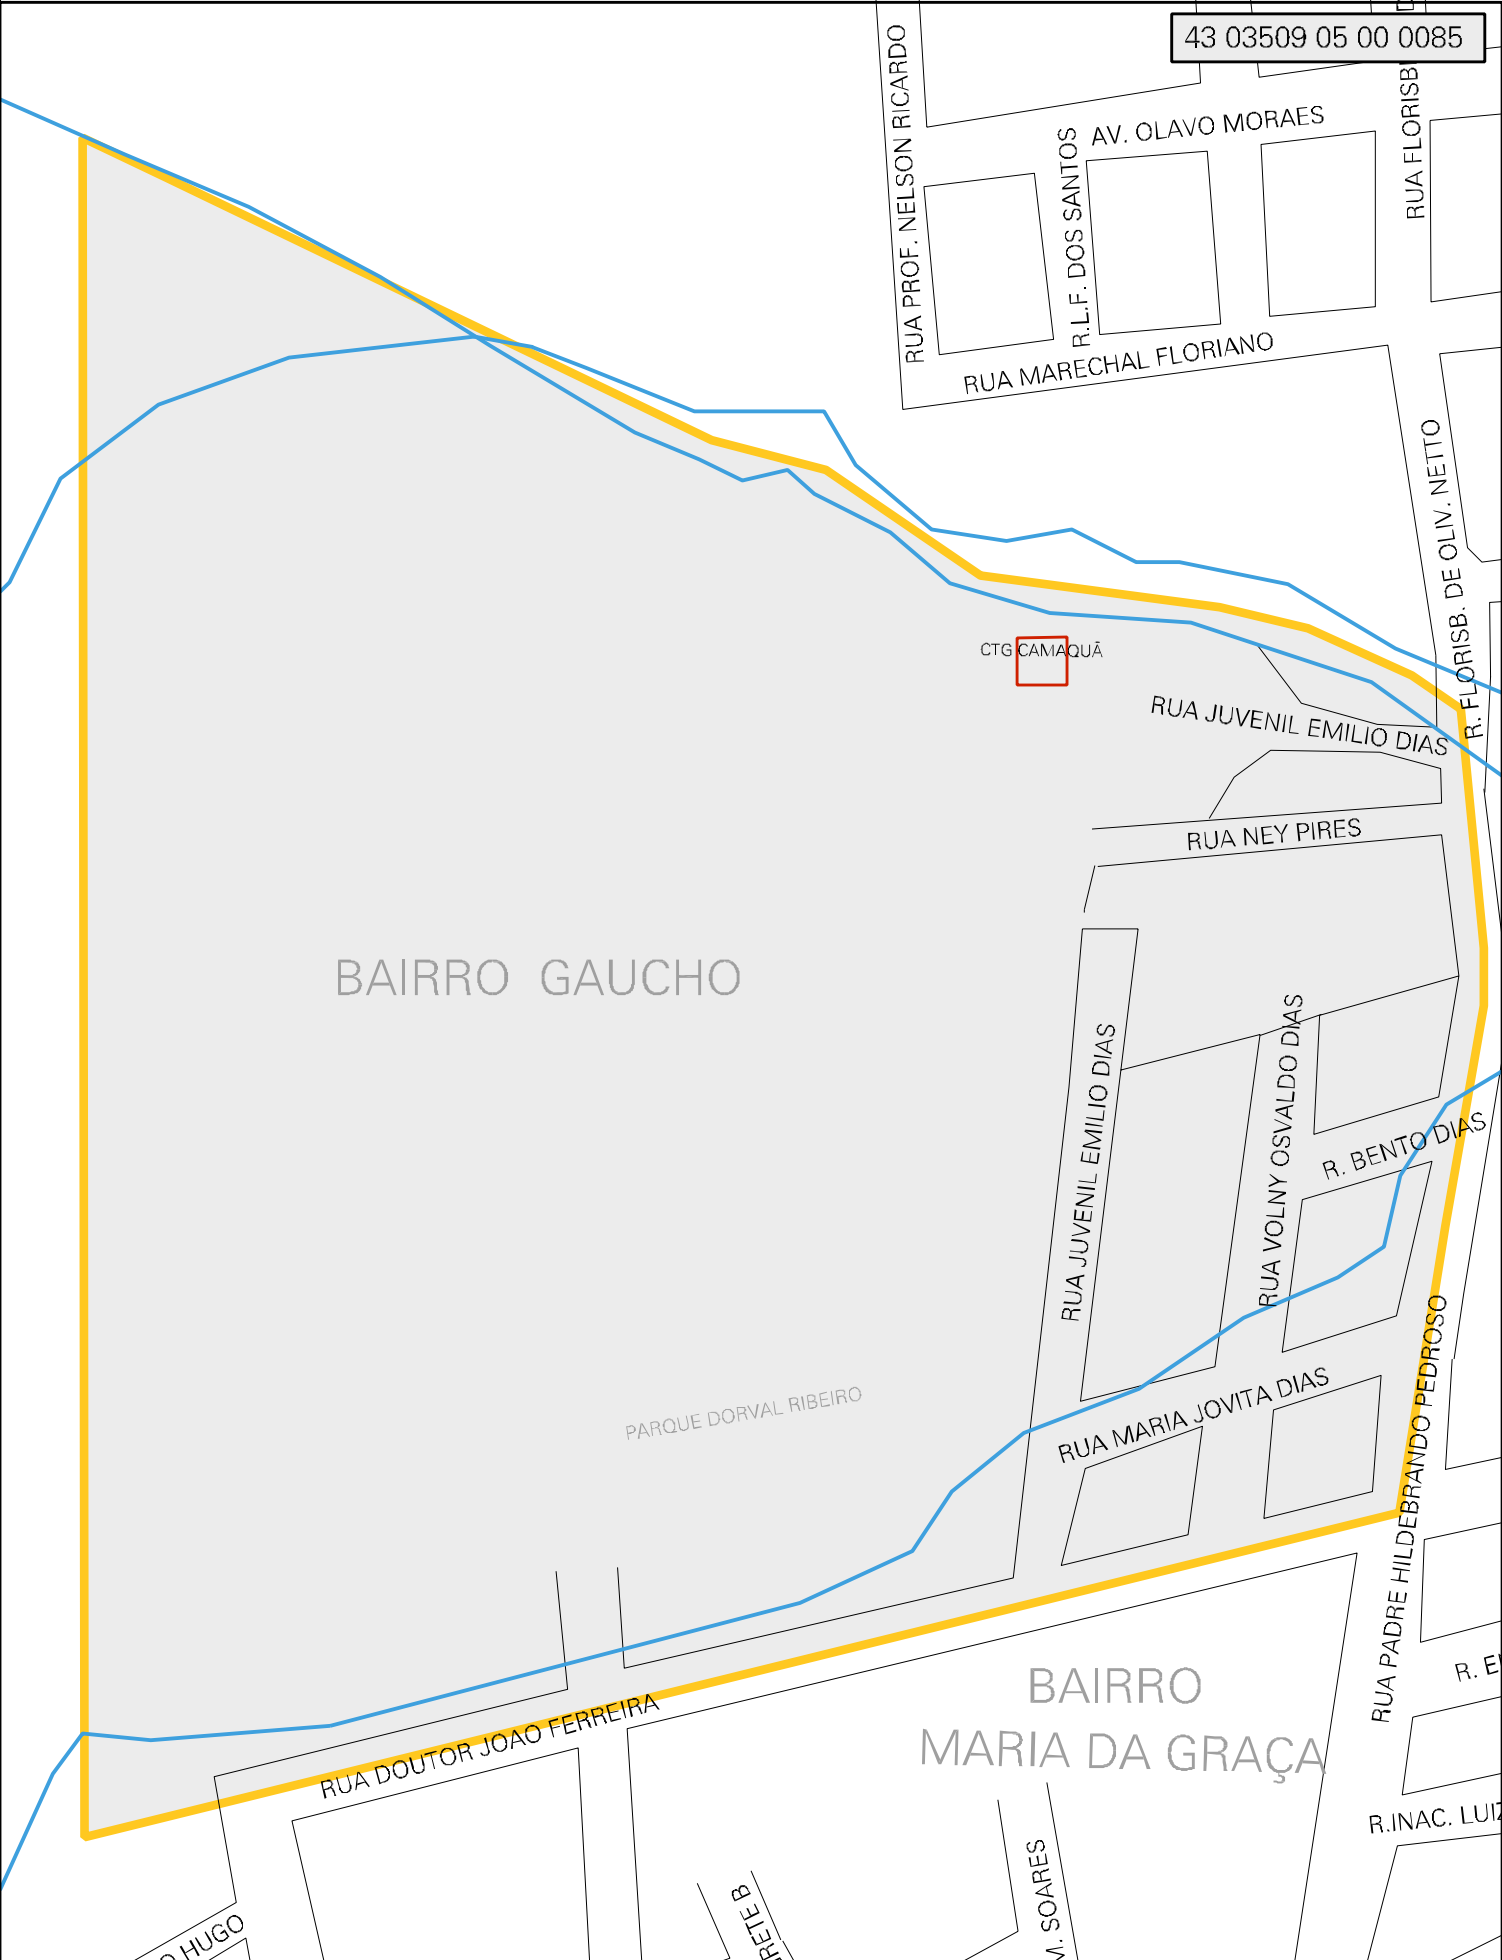 43 03509 05 00 0085
RUA PROF. NELSON RICARDO
R.L.F. DOS SANTOS
AV. OLAVO MORAES
RUA MARECHAL FLORIANO
R. FLORISB. DE OLIV. NETTO
CTG CAMAQUÃ
RUA JUVENIL EMILIO DIAS
RUA NEY PIRES
BAIRRO GAUCHO
RUA JUVENIL EMILIO DIAS
RUA VOLNY OSVALDO DIAS
R. BENTO DIAS
RUA MARIA JOVITA DIAS
PARQUE DORVAL RIBEIRO
RUA PADRE HILDEBRANDO PEDROSO
RUA DOUTOR JOAO FERREIRA
BAIRRO
MARIA DA GRAÇA
R.INAC.
HUGO
SOARES
RUA
R.
B